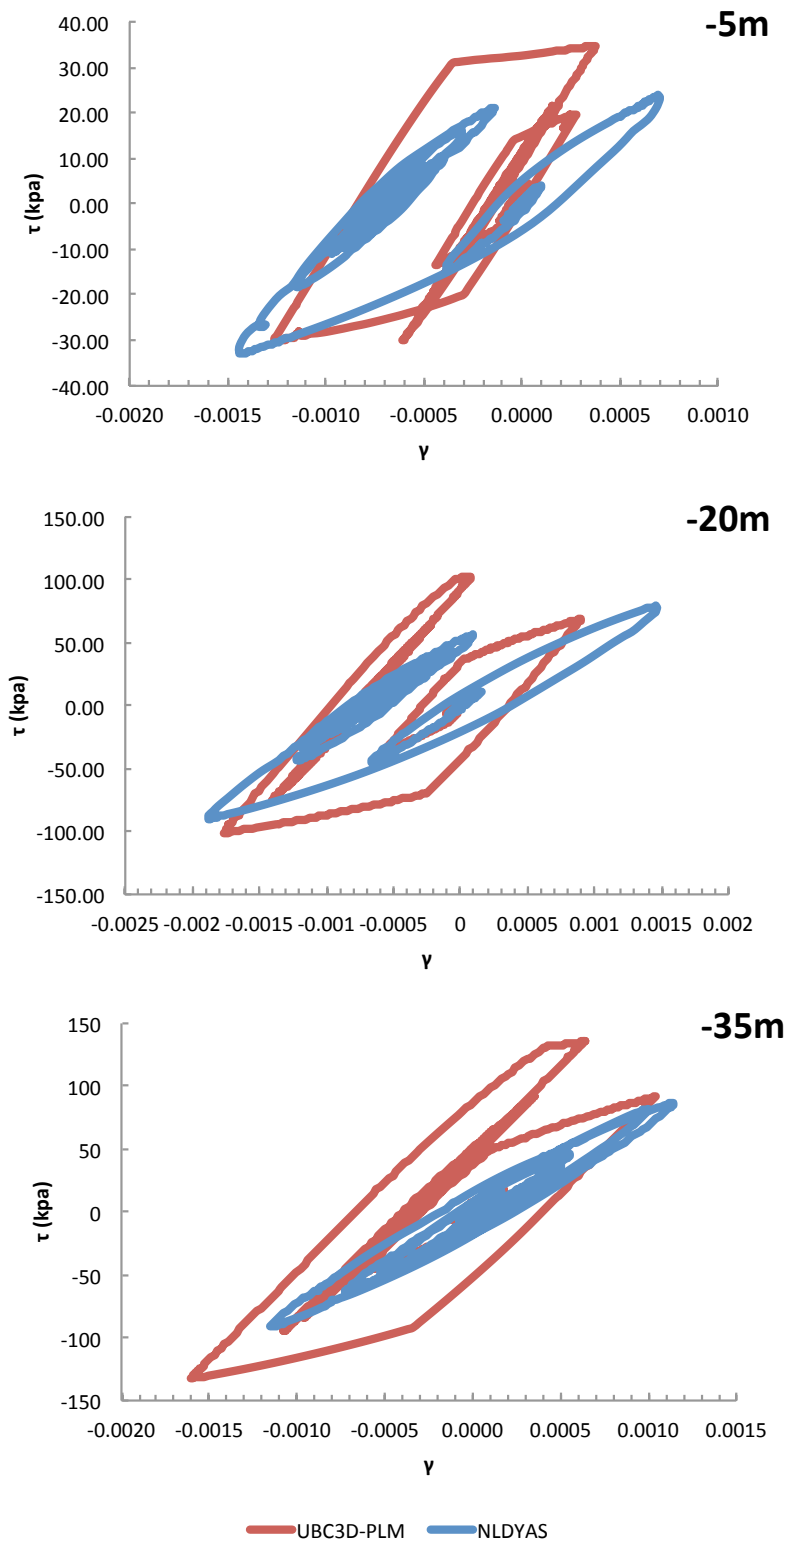 -5m
40.00
30.00
20.00
10.00
0.00
-10.00
-20.00
-30.00
-40.00
τ (kpa)
-0.0020 -0.0015 -0.0010 -0.0005 0.0000 0.0005 0.0010
γ
-20m
150.00
100.00
50.00
0.00
-50.00
-100.00
-150.00
τ (kpa)
-0.0025 -0.002 -0.0015 -0.001 -0.0005 0 0.0005 0.001 0.0015 0.002
γ
-35m
150
100
50
0
-50
-100
-150
τ (kpa)
-0.0020 -0.0015 -0.0010 -0.0005 0.0000 0.0005 0.0010 0.0015
γ
UBC3D-PLM NLDYAS